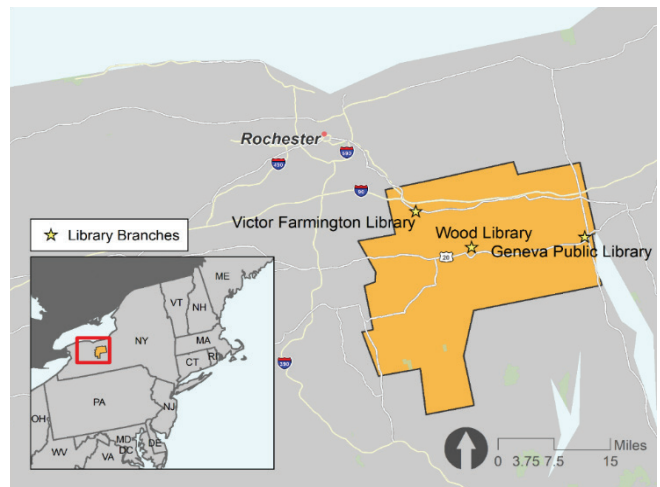 Rochester
490
590
90
Victor Farmington Library
Wood Library
20
Geneva Public Library
Library Branches
390
ME
VT
NH
NY
MA
CT
RI
PA
NJ
OH
MD
DE
DC
WV
VA
Miles
0 3.75 7.5 15